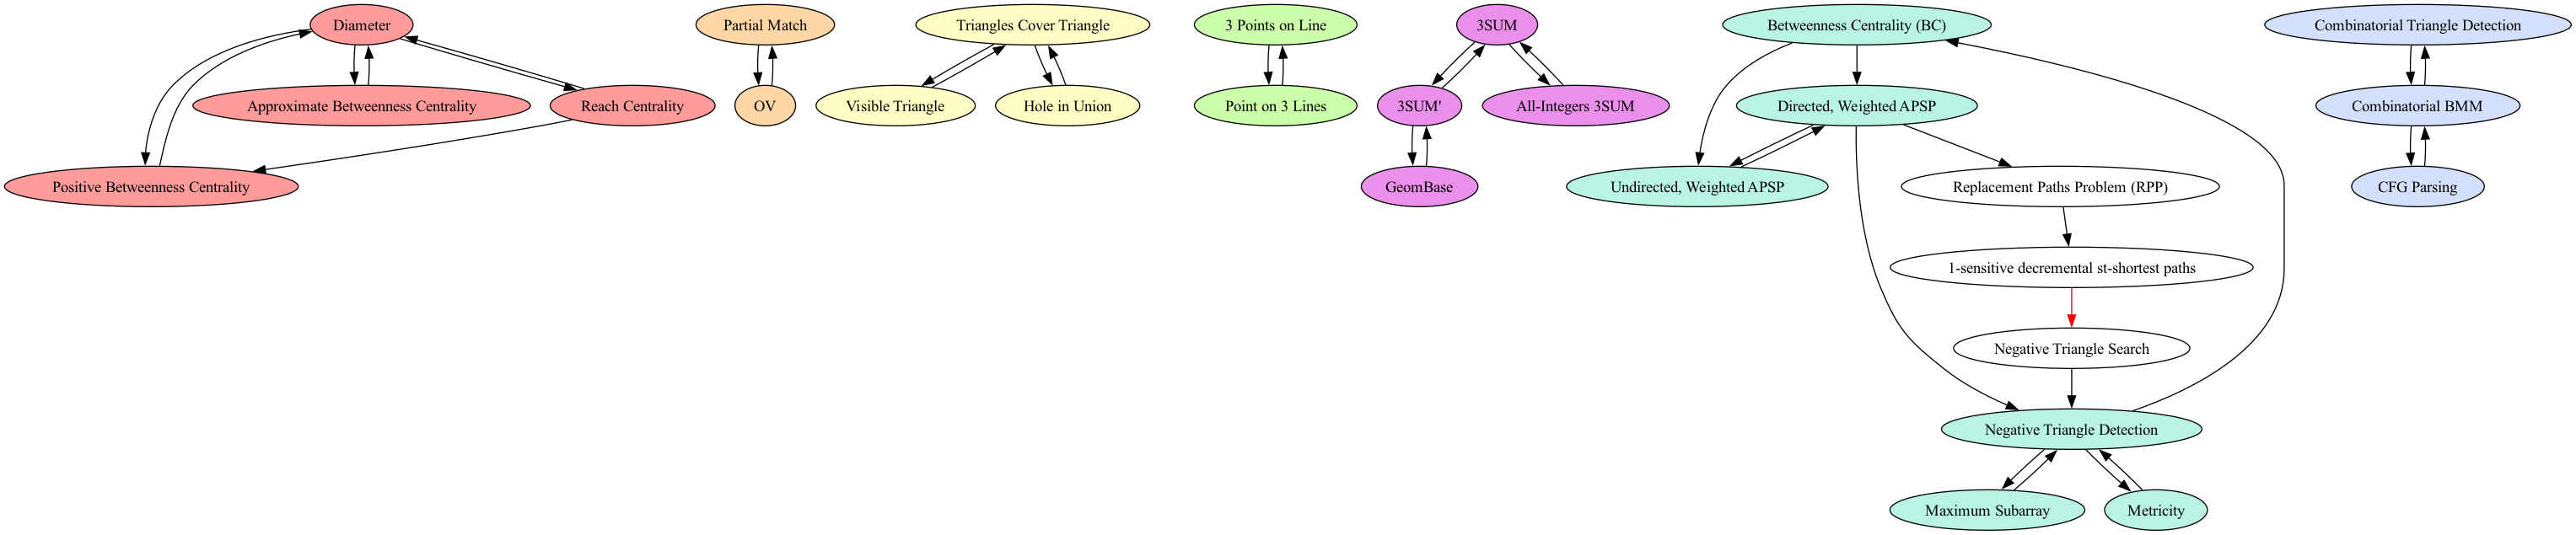 Diameter
Partial Match
Triangles Cover Triangle
3 Points on Line
3SUM
Betweenness Centrality (BC)
Combinatorial Triangle Detection
Approximate Betweenness Centrality
Reach Centrality
OV
Visible Triangle
Hole in Union
Point on 3 Lines
3SUM'
All-Integers 3SUM
Directed, Weighted APSP
Combinatorial BMM
Positive Betweenness Centrality
GeomBase
Undirected, Weighted APSP
Replacement Paths Problem (RPP)
CFG Parsing
1-sensitive decremental st-shortest paths
Negative Triangle Search
Negative Triangle Detection
Maximum Subarray
Metricity